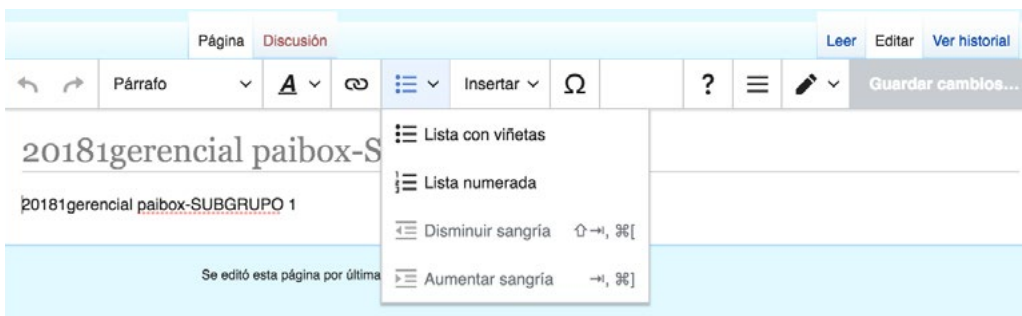 Página Discusión Leer Editar Ver historial
Párrafo A Insertar Ω ? Guardar cambios...
20181gerencial paibox-S
20181gerencial paibox-SUBGRUPO 1
Lista con viñetas
Lista numerada
Disminuir sangría ⇧⇥, ⌘[
Aumentar sangría ⇥, ⌘]
Se editó esta página por última